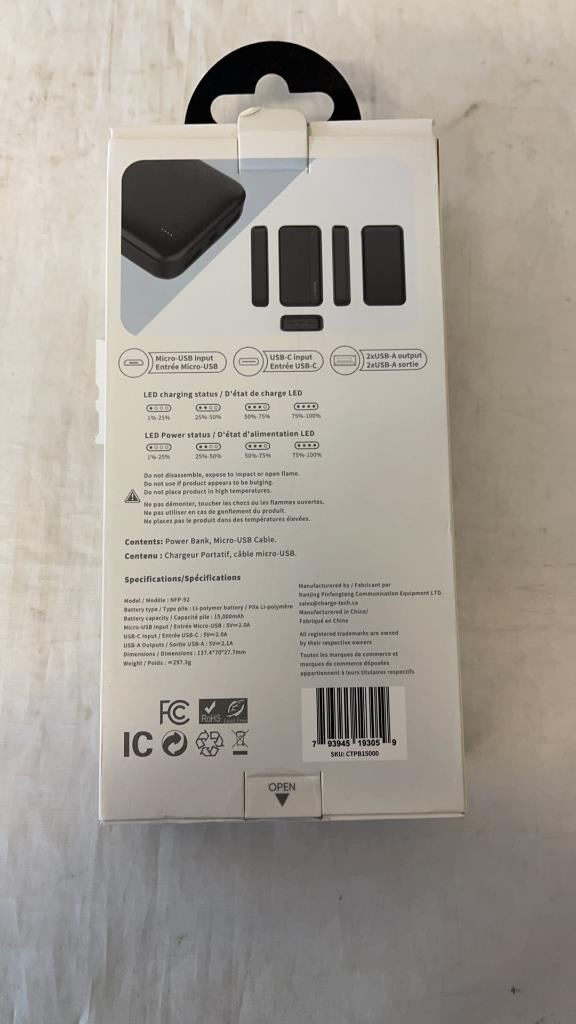 Micro-USB input
Entrée Micro-USB
USB-C input
Entrée USB-C
2xUSB-A output
2xUSB-A sortie
LED charging status / D'état de charge LED
1%-25% 25%-50% 50%-75% 75%-100%
LED Power status / D'état d'alimentation LED
1%-25% 25%-50% 50%-75% 75%-100%
Do not disassemble, expose to impact or open flame.
Do not use if product appears to be bulging.
Do not place product in high temperatures.
Ne pas démonter, toucher les chocs ou les flammes ouvertes.
Ne pas utiliser en cas de gonflement du produit.
Ne placez pas le produit dans des températures élevées.
Contents: Power Bank, Micro-USB Cable.
Contenu : Chargeur Portatif, câble micro-USB.
Specifications/Spécifications
Model / Modèle : NFP-92
Battery type / Type pile : Li-polymer battery / Pile Li-polymère
Battery capacity / Capacité pile : 15,000mAh
Micro-USB Input / Entrée Micro-USB : 5V⎓2.0A
USB-C Input / Entrée USB-C : 5V⎓2.0A
USB-A Outputs / Sortie USB-A : 5V⎓2.1A
Dimensions / Dimensions : 137.4*70*27.7mm
Weight / Poids : ≈297.3g
Manufacturered by / Fabricant par
Nanjing Pinfengtang Communication Equipment LTD.
sales@charge-tech.ca
Manufacturered in China/
Fabriqué en Chine
All registered trademarks are owned
by their respective owners
Toutes les marques de commerce et
marques de commerce déposées
appartiennent à leurs titulaires respectifs
FC
RoHS
Lead Free
IC
7 93945 19305 9
SKU: CTPB15000
OPEN